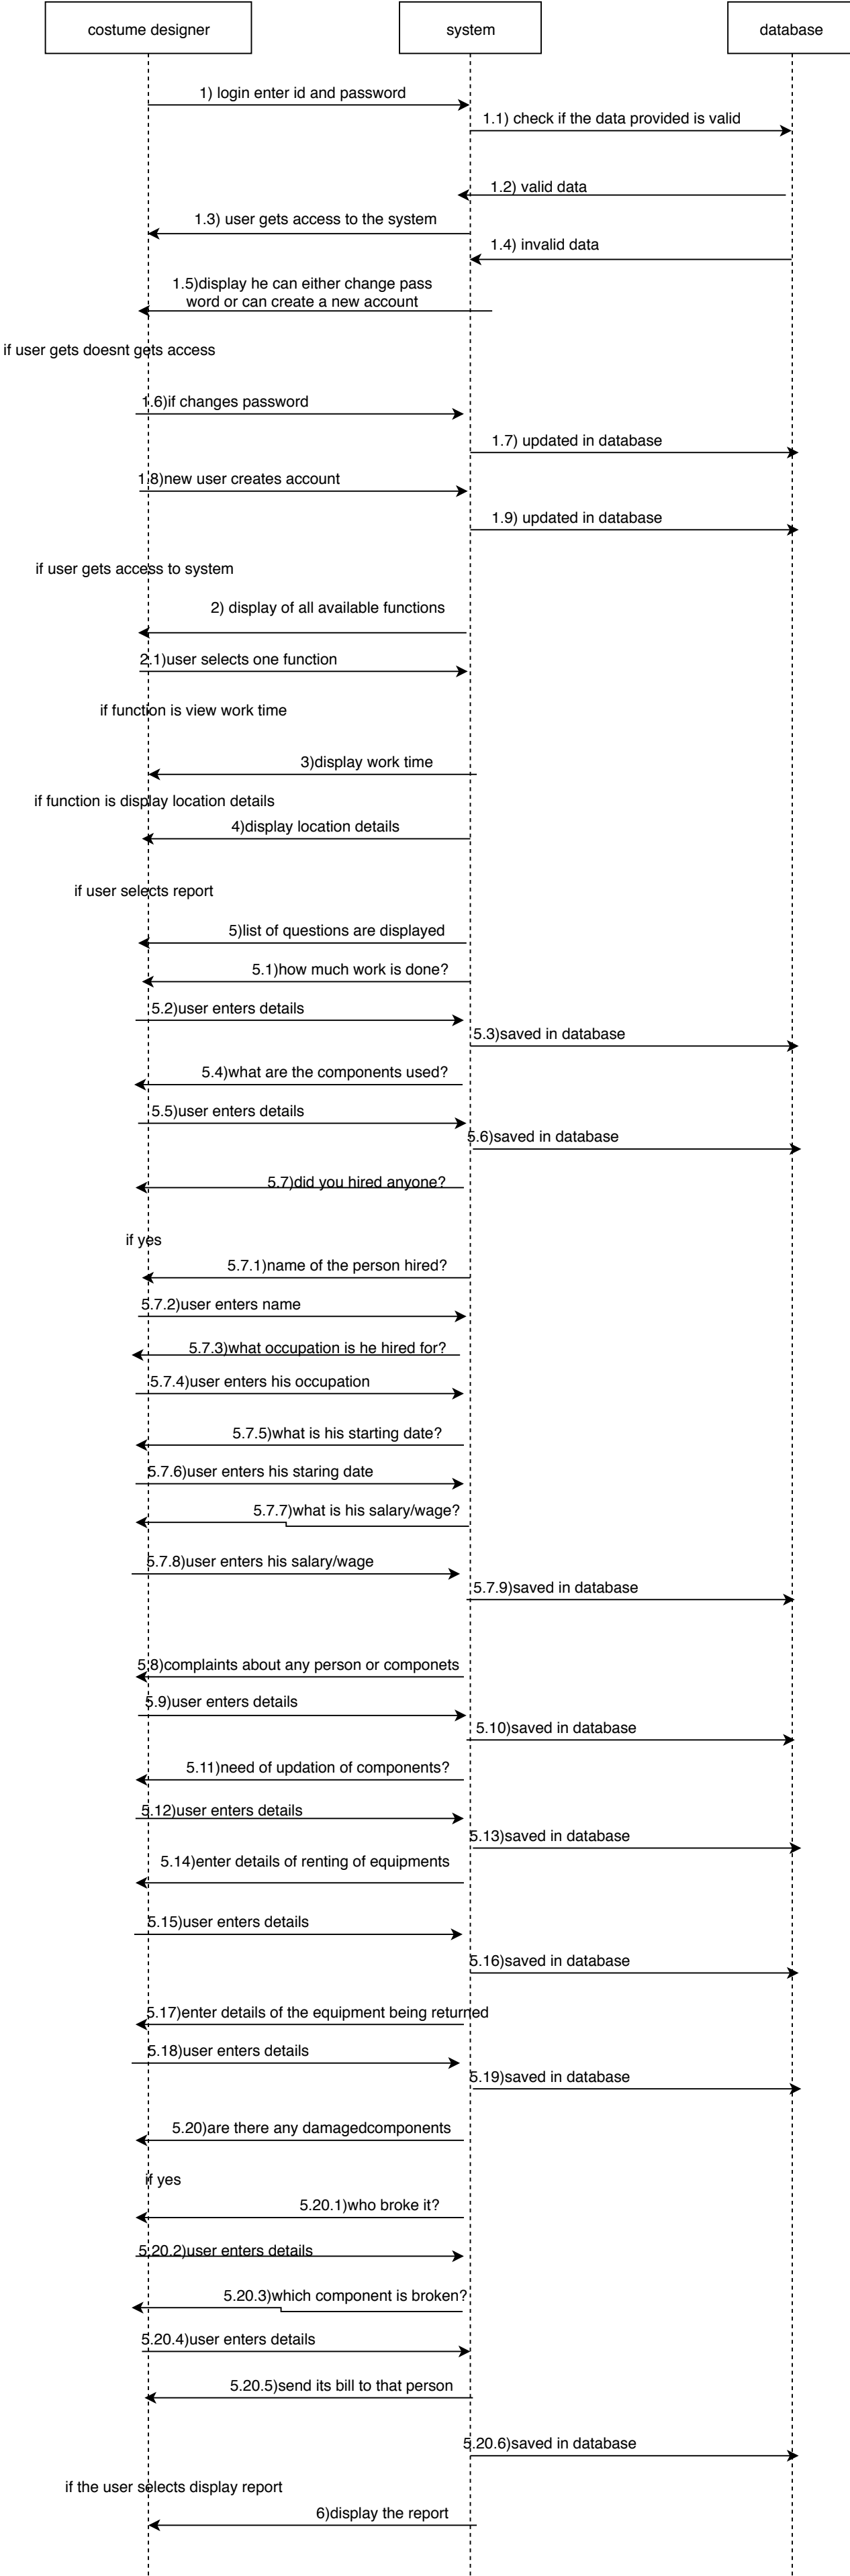 costume designer
system
database
1) login enter id and password
1.1) check if the data provided is valid
1.2) valid data
1.3) user gets access to the system
1.4) invalid data
1.5)display he can either change pass
word or can create a new account
if user gets doesnt gets access
1.6)if changes password
1.7) updated in database
1.8)new user creates account
1.9) updated in database
if user gets access to system
2) display of all available functions
2.1)user selects one function
if function is view work time
3)display work time
if function is display location details
4)display location details
if user selects report
5)list of questions are displayed
5.1)how much work is done?
5.2)user enters details
5.3)saved in database
5.4)what are the components used?
5.5)user enters details
5.6)saved in database
5.7)did you hired anyone?
if yes
5.7.1)name of the person hired?
5.7.2)user enters name
5.7.3)what occupation is he hired for?
5.7.4)user enters his occupation
5.7.5)what is his starting date?
5.7.6)user enters his staring date
5.7.7)what is his salary/wage?
5.7.8)user enters his salary/wage
5.7.9)saved in database
5.8)complaints about any person or componets
5.9)user enters details
5.10)saved in database
5.11)need of updation of components?
5.12)user enters details
5.13)saved in database
5.14)enter details of renting of equipments
5.15)user enters details
5.16)saved in database
5.17)enter details of the equipment being returned
5.18)user enters details
5.19)saved in database
5.20)are there any damagedcomponents
if yes
5.20.1)who broke it?
5.20.2)user enters details
5.20.3)which component is broken?
5.20.4)user enters details
5.20.5)send its bill to that person
5.20.6)saved in database
if the user selects display report
6)display the report